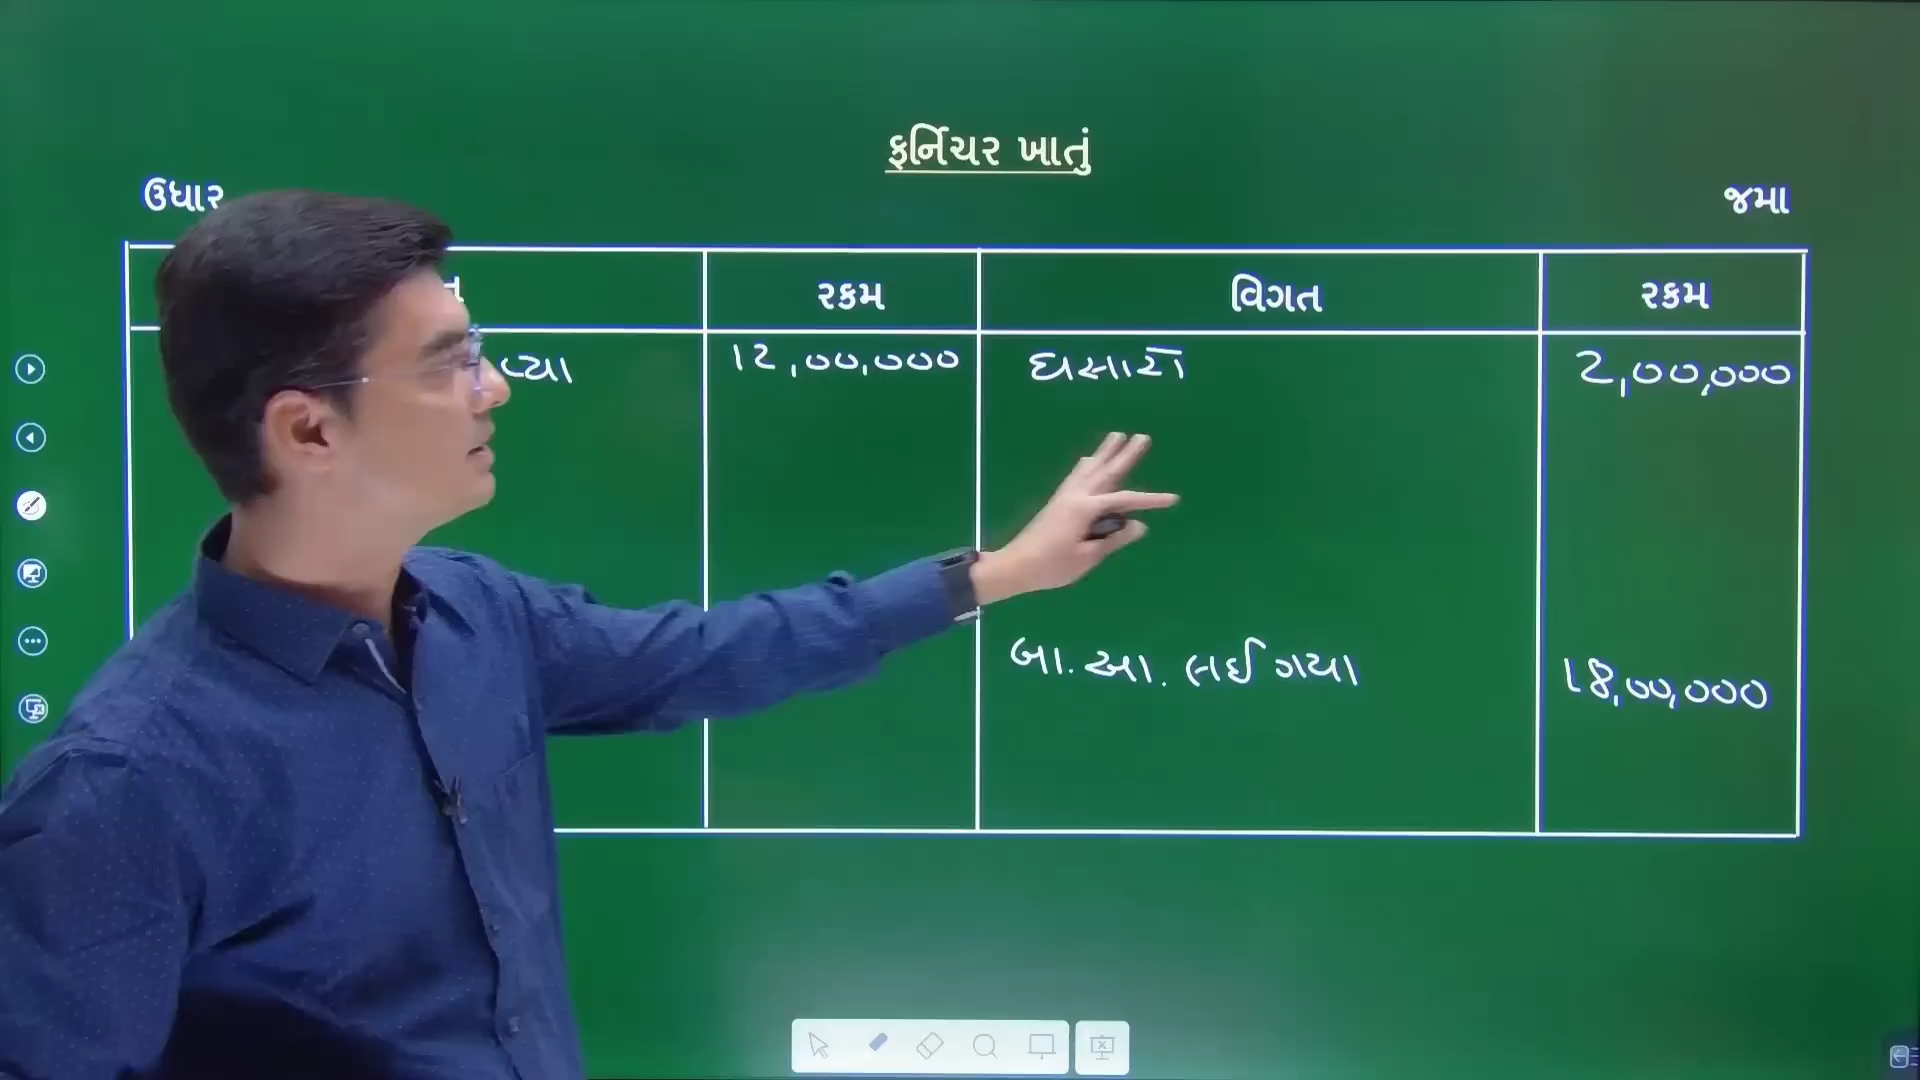 ફર્નિચર ખાતું
ઉધાર જમા
રકમ વિગત રકમ
12,00,000 ઘસારો 2,00,000
બા.આ. લઈ ગયા 18,00,000